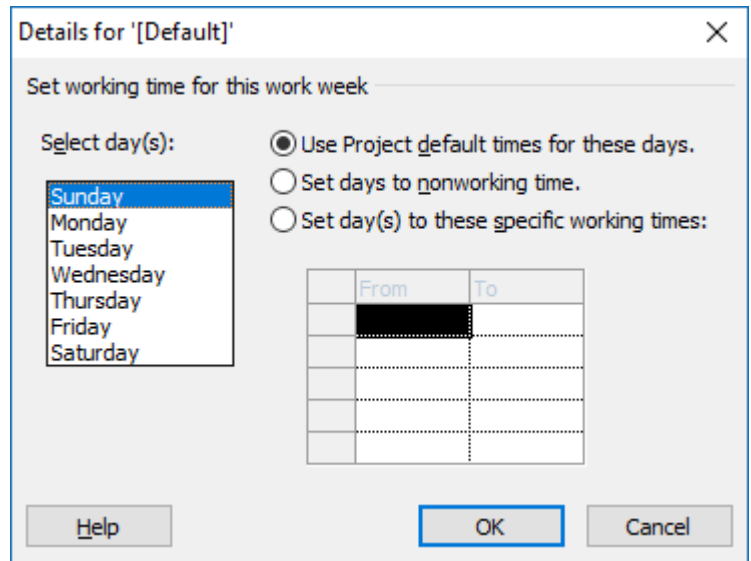 Details for '[Default]'
Set working time for this work week
Select day(s):
Use Project default times for these days.
Set days to nonworking time.
Set day(s) to these specific working times:
Sunday
Monday
Tuesday
Wednesday
Thursday
Friday
Saturday
From To
Help OK Cancel